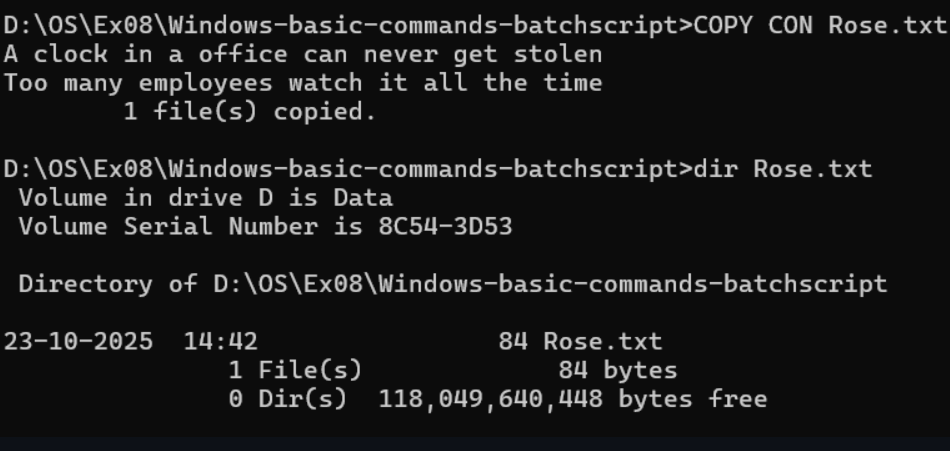 D:\OS\Ex08\Windows-basic-commands-batchscript>COPY CON Rose.txt
A clock in a office can never get stolen
Too many employees watch it all the time
        1 file(s) copied.

D:\OS\Ex08\Windows-basic-commands-batchscript>dir Rose.txt
 Volume in drive D is Data
 Volume Serial Number is 8C54-3D53

 Directory of D:\OS\Ex08\Windows-basic-commands-batchscript

23-10-2025  14:42                84 Rose.txt
               1 File(s)             84 bytes
               0 Dir(s)  118,049,640,448 bytes free